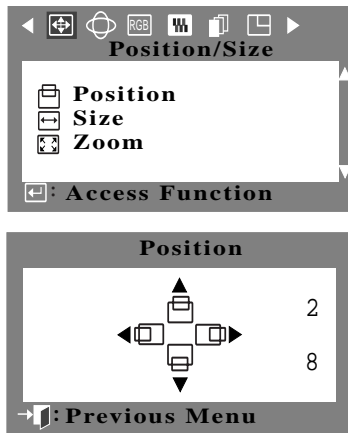 RGB
Position/Size
Position
Size
Zoom
: Access Function
Position
2
8
: Previous Menu